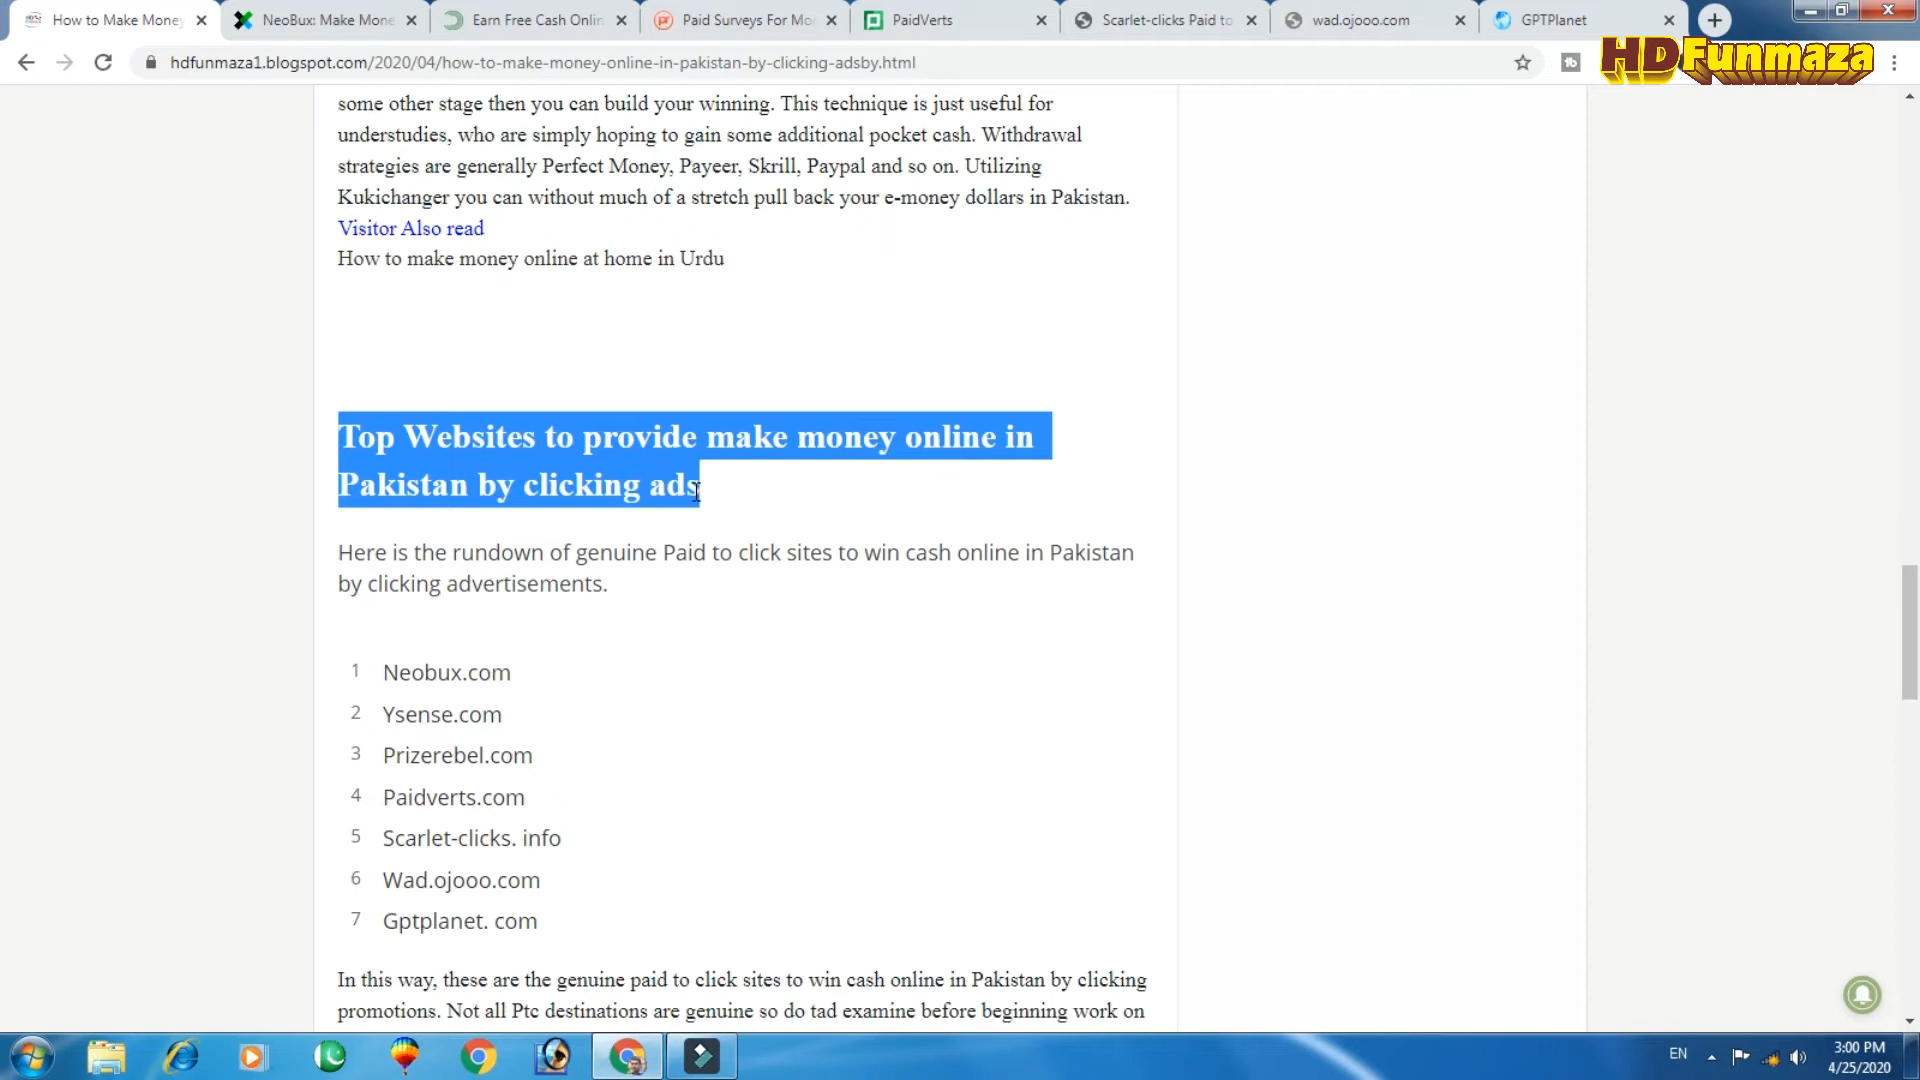 How to Make Money
NeoBux: Make Mone
Earn Free Cash Onlin
Paid Surveys For Mo
PaidVerts
Scarlet-clicks Paid to
wad.ojooo.com
GPTPlanet
hdfunmaza1.blogspot.com/2020/04/how-to-make-money-online-in-pakistan-by-clicking-adsby.html
HDFunmaza
some other stage then you can build your winning. This technique is just useful for
understudies, who are simply hoping to gain some additional pocket cash. Withdrawal
strategies are generally Perfect Money, Payeer, Skrill, Paypal and so on. Utilizing
Kukichanger you can without much of a stretch pull back your e-money dollars in Pakistan.
Visitor Also read
How to make money online at home in Urdu
Top Websites to provide make money online in
Pakistan by clicking ads
Here is the rundown of genuine Paid to click sites to win cash online in Pakistan
by clicking advertisements.
1 Neobux.com
2 Ysense.com
3 Prizerebel.com
4 Paidverts.com
5 Scarlet-clicks. info
6 Wad.ojooo.com
7 Gptplanet. com
In this way, these are the genuine paid to click sites to win cash online in Pakistan by clicking
promotions. Not all Ptc destinations are genuine so do tad examine before beginning work on
EN
3:00 PM
4/25/2020